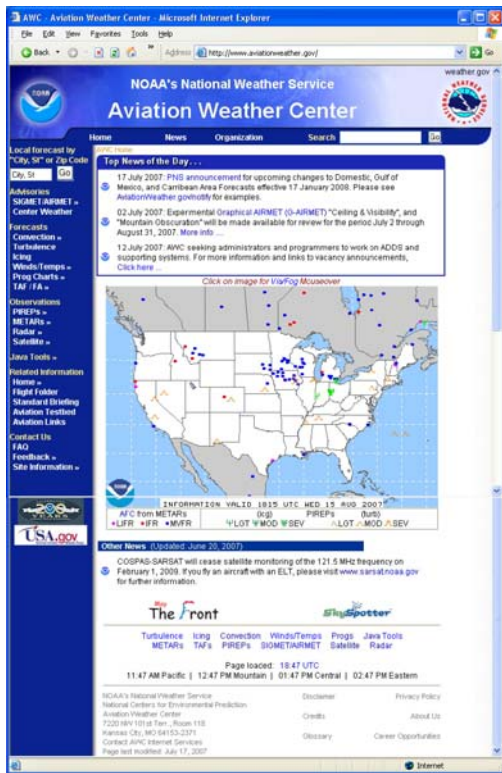 AWC - Aviation Weather Center - Microsoft Internet Explorer
File Edit View Favorites Tools Help
Back Address http://www.aviationweather.gov/ Go
weather.gov
NOAA
NOAA's National Weather Service
Aviation Weather Center
Home News Organization Search Go
Local forecast by
"City, St" or Zip Code
City, St Go
Advisories
SIGMET/AIRMET »
Center Weather
Forecasts
Convection »
Turbulence
Icing
Winds/Temps »
Prog Charts »
TAF / FA »
Observations
PIREPs »
METARs »
Radar »
Satellite »
Java Tools »
Related Information
Home »
Flight Folder
Standard Briefing
Aviation Testbed
Aviation Links
Contact Us
FAQ
Feedback »
Site Information »
USA.gov
AWC Home
Top News of the Day . . .
17 July 2007: PNS announcement for upcoming changes to Domestic, Gulf of
Mexico, and Carribean Area Forecasts effective 17 January 2008. Please see
AviationWeather.gov/notify for examples.
02 July 2007: Experimental Graphical AIRMET (G-AIRMET) "Ceiling & Visibility", and
"Mountain Obscuration" will be made available for review for the period July 2 through
August 31, 2007. More info ....
12 July 2007: AWC seeking administrators and programmers to work on ADDS and
supporting systems. For more information and links to vacancy announcements,
Click here ...
Click on image for Vis/Fog Mouseover
NOAA
INFORMATION VALID 1815 UTC WED 15 AUG 2007
AFC from METARs (icg) PIREPs (turb)
LIFR IFR MVFR LGT MOD SEV LGT MOD SEV
Other News (Updated: June 20, 2007)
COSPAS-SARSAT will cease satellite monitoring of the 121.5 MHz frequency on
February 1, 2009. If you fly an aircraft with an ELT, please visit www.sarsat.noaa.gov
for further information.
The Front
SkySpotter
Turbulence Icing Convection Winds/Temps Progs Java Tools
METARs TAFs PIREPs SIGMET/AIRMET Satellite Radar
Page loaded: 18:47 UTC
11:47 AM Pacific | 12:47 PM Mountain | 01:47 PM Central | 02:47 PM Eastern
NOAA's National Weather Service
National Centers for Environmental Prediction
Aviation Weather Center
7220 NW 101st Terr., Room 118
Kansas City, MO 64153-2371
Contact AWC Internet Services
Page last modified: July 17, 2007
Disclaimer Privacy Policy
Credits About Us
Glossary Career Opportunities
Internet